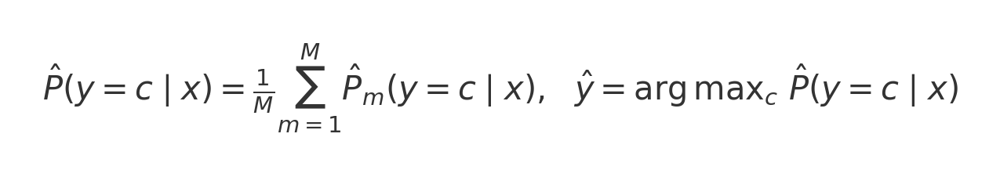 P̂(y = c | x) = 1/M ∑_{m=1}^{M} P̂_m(y = c | x), ŷ = arg max_c P̂(y = c | x)